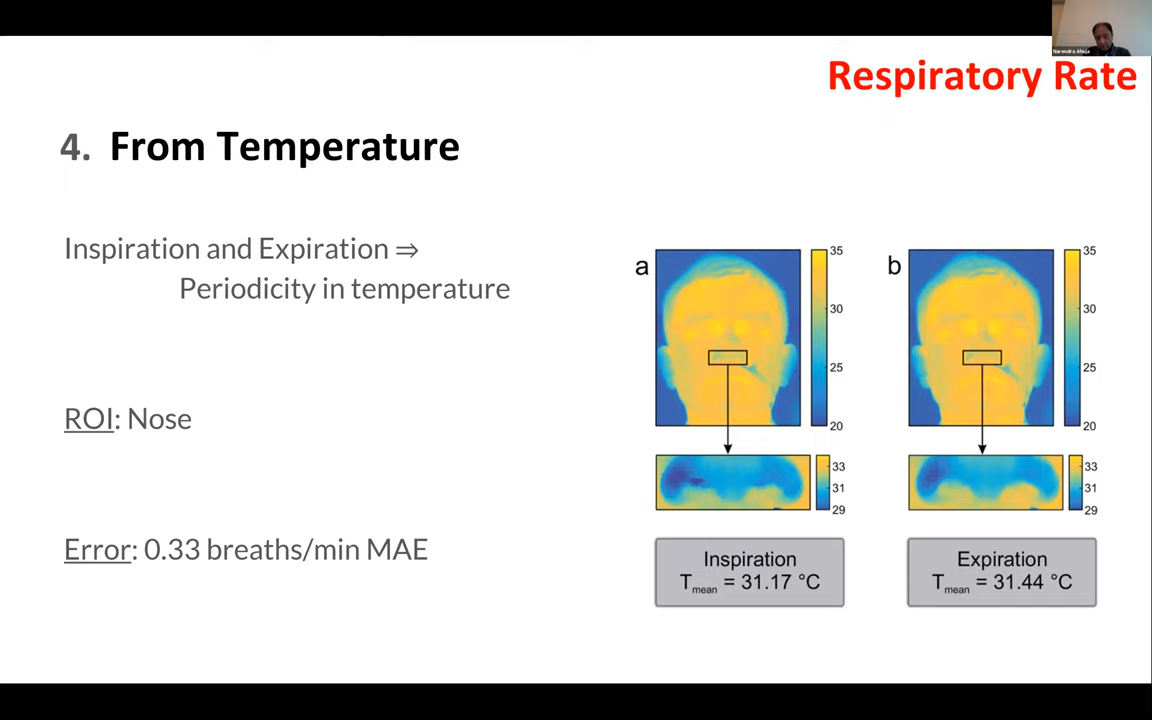 Narendra Ahuja
Respiratory Rate
4. From Temperature
Inspiration and Expiration ⇒
Periodicity in temperature
ROI: Nose
Error: 0.33 breaths/min MAE
a
35
30
25
20
33
31
29
Inspiration
Tmean = 31.17 °C
b
35
30
25
20
33
31
29
Expiration
Tmean = 31.44 °C